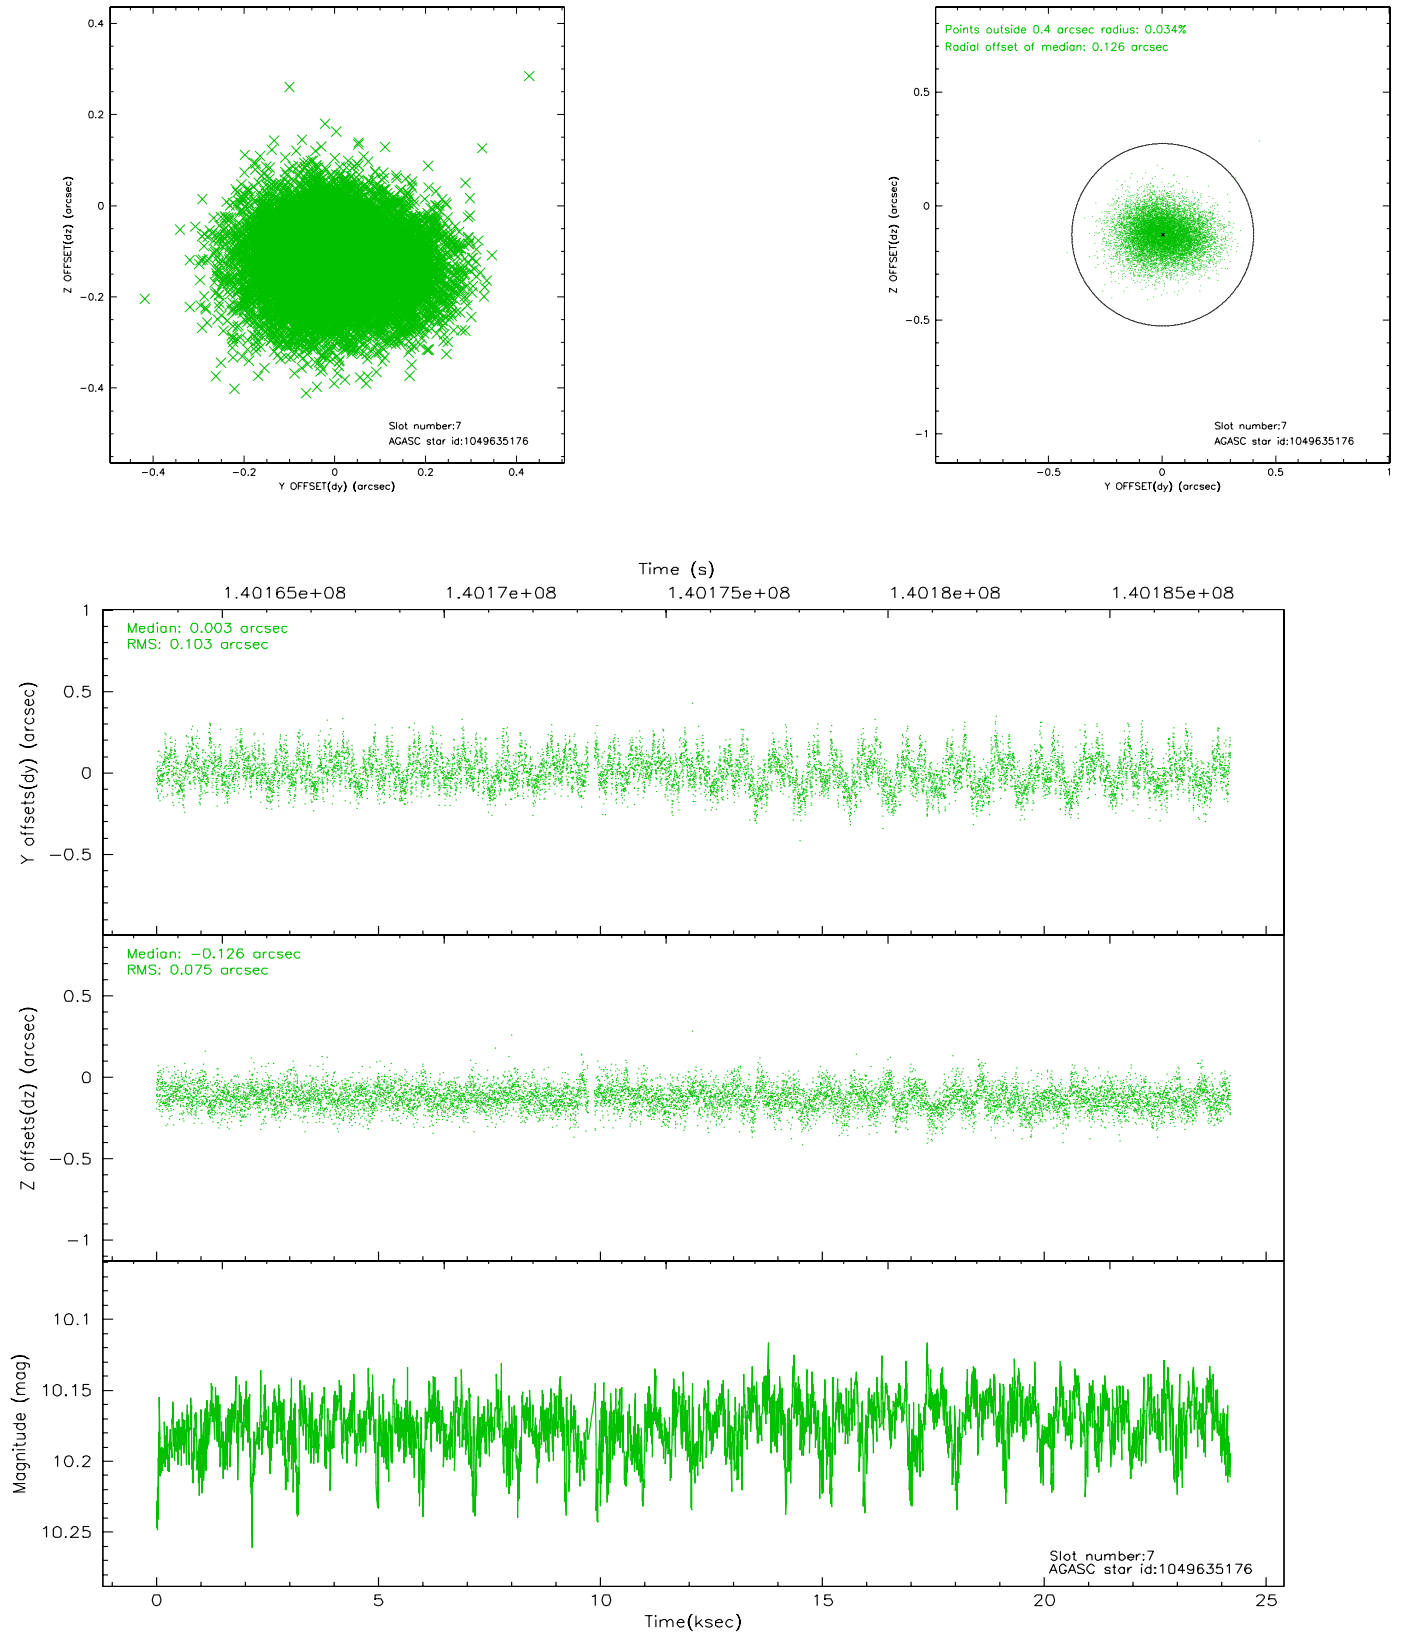 0.4
0.2
0
−0.2
−0.4
Z OFFSET(dz) (arcsec)
Slot number:7
AGASC star id:1049635176
−0.4 −0.2 0 0.2 0.4
Y OFFSET(dy) (arcsec)
Points outside 0.4 arcsec radius: 0.034%
Radial offset of median: 0.126 arcsec
0.5
0
−0.5
−1
Z OFFSET(dz) (arcsec)
Slot number:7
AGASC star id:1049635176
−0.5 0 0.5 1
Y OFFSET(dy) (arcsec)
Time (s)
1.40165e+08 1.4017e+08 1.40175e+08 1.4018e+08 1.40185e+08
Median: 0.003 arcsec
RMS: 0.103 arcsec
1
0.5
0
−0.5
Y offsets(dy) (arcsec)
Median: −0.126 arcsec
RMS: 0.075 arcsec
0.5
0
−0.5
−1
Z offsets(dz) (arcsec)
10.1
10.15
10.2
10.25
Magnitude (mag)
Slot number:7
AGASC star id:1049635176
0 5 10 15 20 25
Time(ksec)